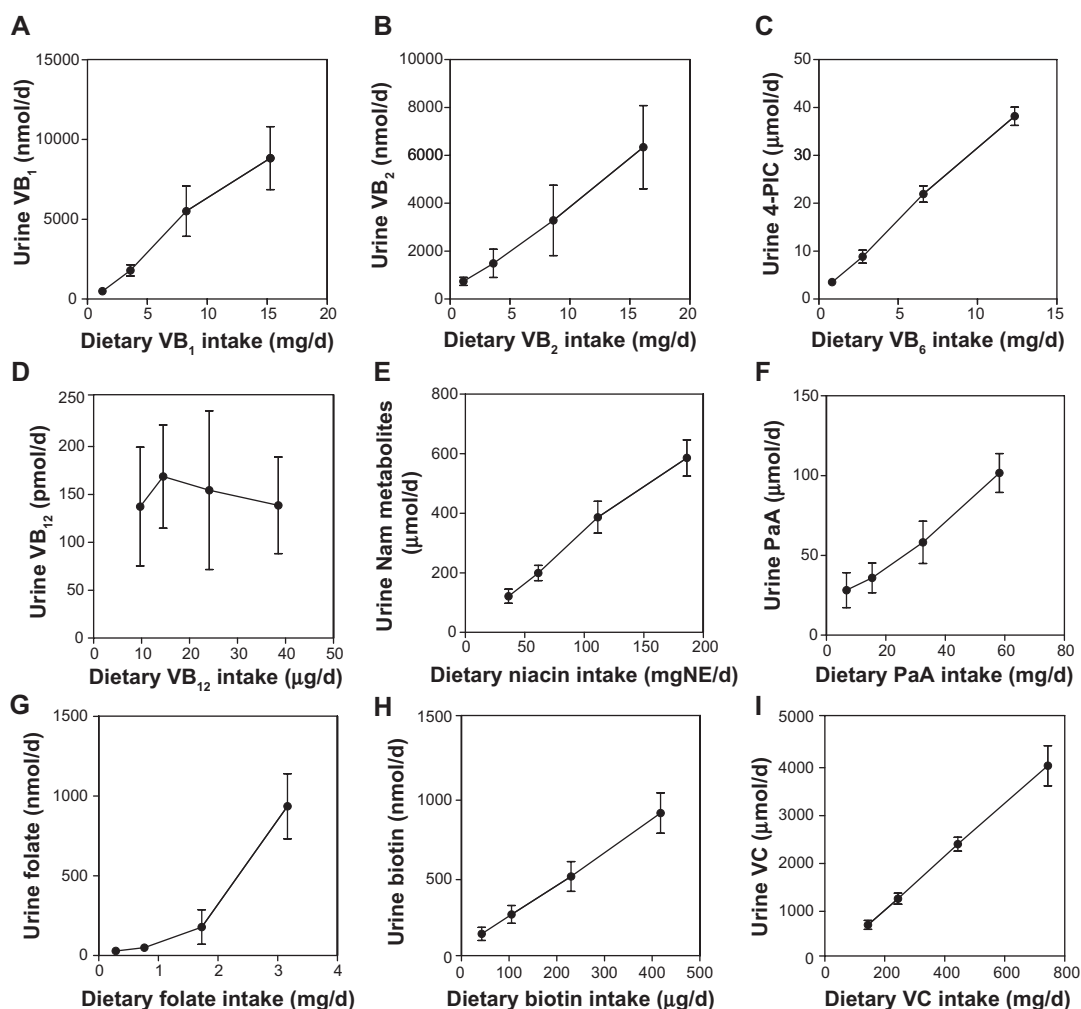 A
Urine VB₁ (nmol/d)
15000
10000
5000
0
0 5 10 15 20
Dietary VB₁ intake (mg/d)
B
Urine VB₂ (nmol/d)
10000
8000
6000
4000
2000
0
0 5 10 15 20
Dietary VB₂ intake (mg/d)
C
Urine 4-PIC (μmol/d)
50
40
30
20
10
0
0 5 10 15
Dietary VB₆ intake (mg/d)
D
Urine VB₁₂ (pmol/d)
250
200
150
100
50
0
0 10 20 30 40 50
Dietary VB₁₂ intake (μg/d)
E
Urine Nam metabolites
(μmol/d)
800
600
400
200
0
0 50 100 150 200
Dietary niacin intake (mgNE/d)
F
Urine PaA (μmol/d)
150
100
50
0
0 20 40 60 80
Dietary PaA intake (mg/d)
G
Urine folate (nmol/d)
1500
1000
500
0
0 1 2 3 4
Dietary folate intake (mg/d)
H
Urine biotin (nmol/d)
1500
1000
500
0
0 100 200 300 400 500
Dietary biotin intake (μg/d)
I
Urine VC (μmol/d)
5000
4000
3000
2000
1000
0
0 200 400 600 800
Dietary VC intake (mg/d)